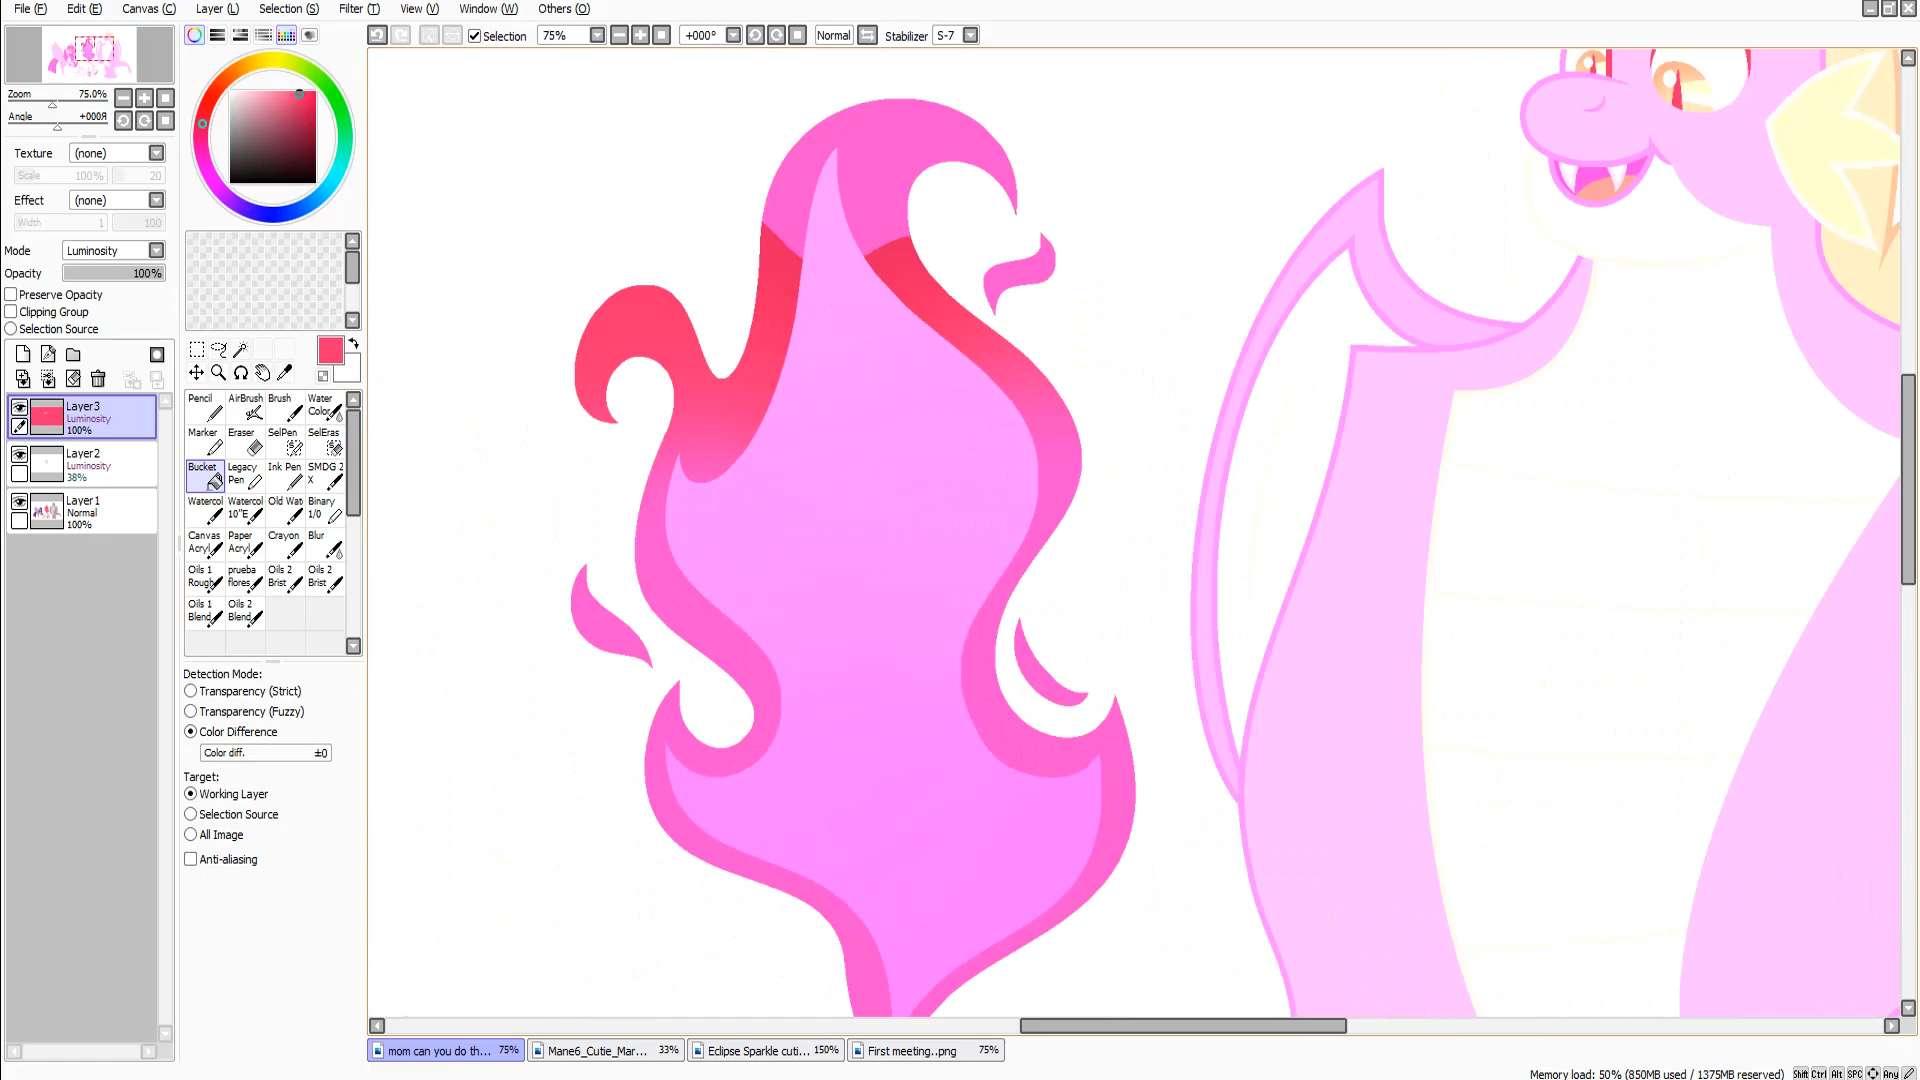 File (F) Edit (E) Canvas (C) Layer (L) Selection (S) Filter (T) View (V) Window (W) Others (O)
Selection 75% +000° Normal Stabilizer S-7
Zoom 75.0%
Angle +000Я
Texture (none)
Scale 100% 20
Effect (none)
Width 1 100
Mode Luminosity
Opacity 100%
Preserve Opacity
Clipping Group
Selection Source
Layer3
Luminosity
100%
Layer2
Luminosity
38%
Layer1
Normal
100%
Pencil AirBrush Brush Water Color
Marker Eraser SelPen SelEras
Bucket Legacy Pen Ink Pen SMDG 2 X
Watercol Watercol 10"E Old Wat Binary 1/0
Canvas Acryl Paper Acryl Crayon Blur
Oils 1 Rough prueba flores Oils 2 Brist Oils 2 Brist
Oils 1 Blend Oils 2 Blend
Detection Mode:
Transparency (Strict)
Transparency (Fuzzy)
Color Difference
Color diff. ±0
Target:
Working Layer
Selection Source
All Image
Anti-aliasing
mom can you do th... 75% Mane6_Cutie_Mar... 33% Eclipse Sparkle cuti... 150% First meeting..png 75%
Memory load: 50% (850MB used / 1375MB reserved) Shift Ctrl Alt SPC Any